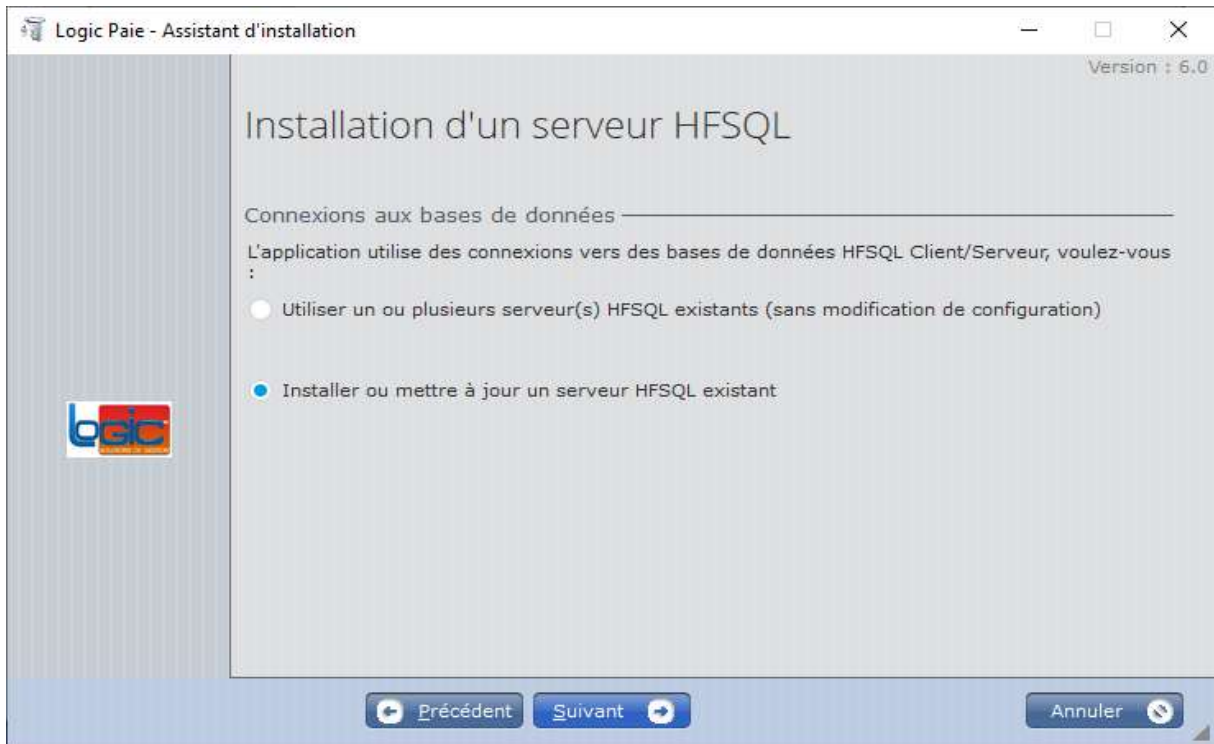 Logic Paie - Assistant d'installation
Version : 6.0
Installation d'un serveur HFSQL
Connexions aux bases de données
L'application utilise des connexions vers des bases de données HFSQL Client/Serveur, voulez-vous
:
Utiliser un ou plusieurs serveur(s) HFSQL existants (sans modification de configuration)
Installer ou mettre à jour un serveur HFSQL existant
LOGIC
Précédent
Suivant
Annuler